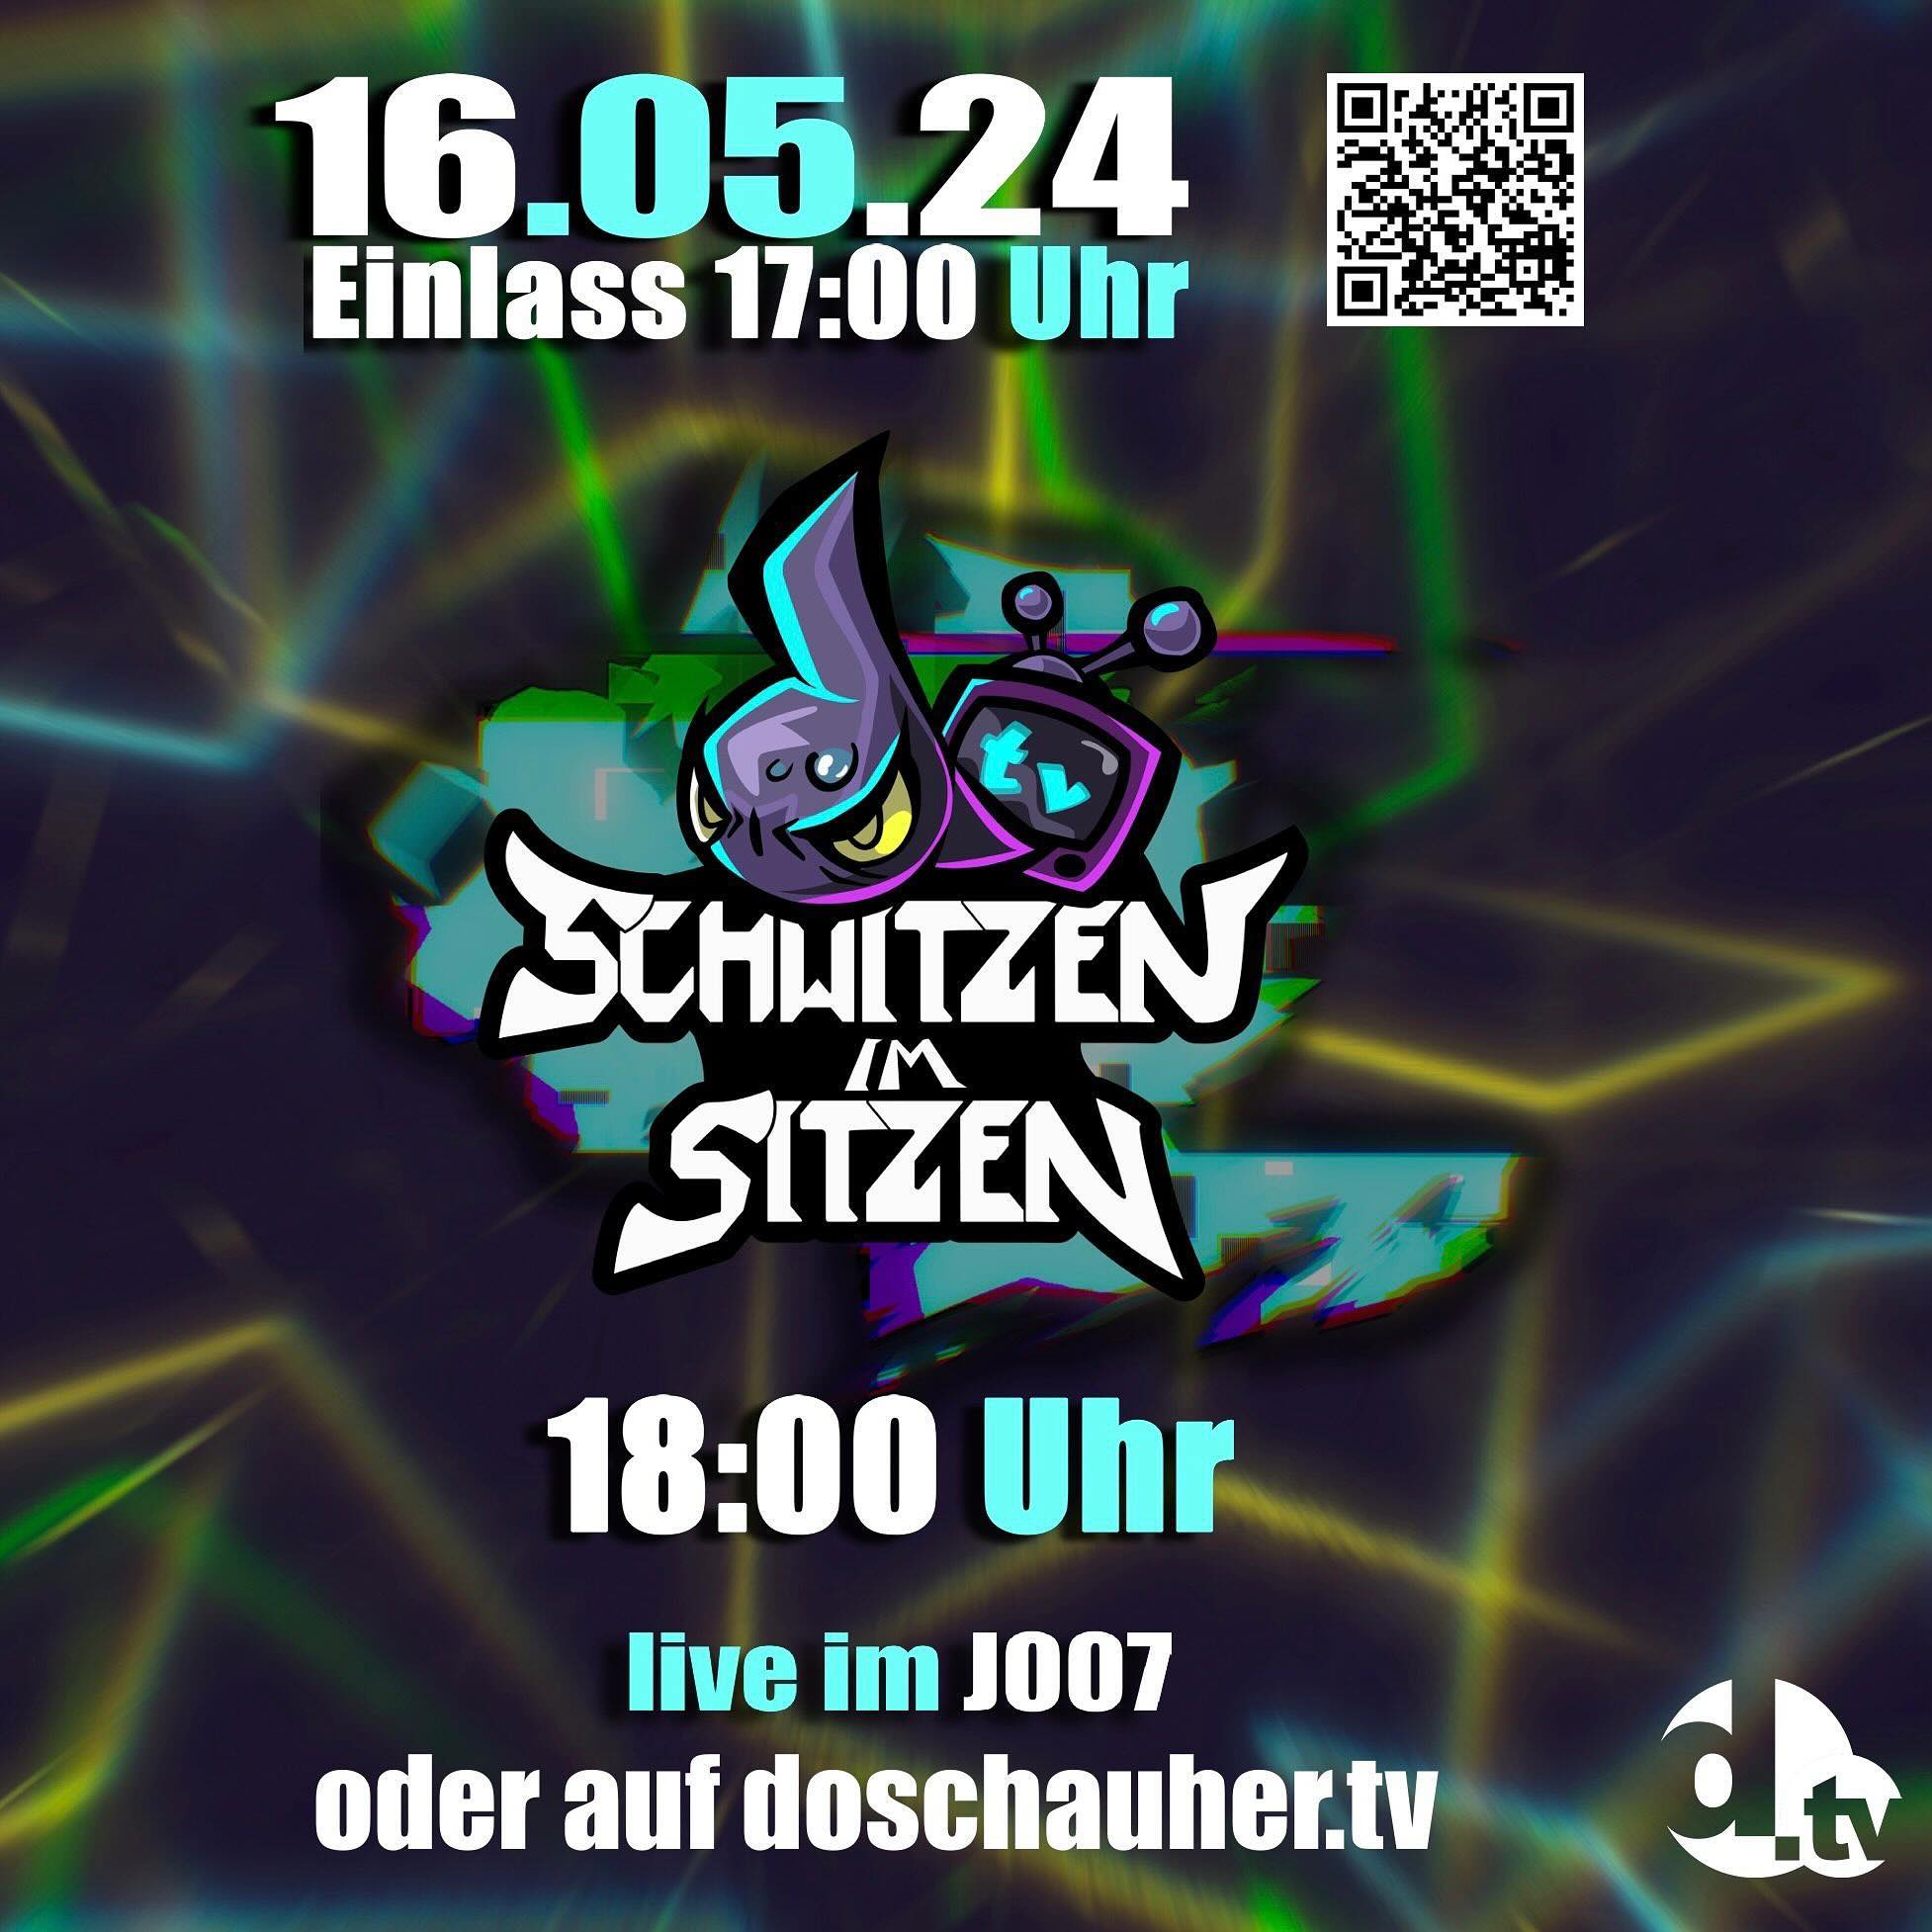 16.05.24
Einlass 17:00 Uhr
tv
SCHWITZEN
IM
SITZEN
18:00 Uhr
live im J007
oder auf doschauher.tv
d.tv